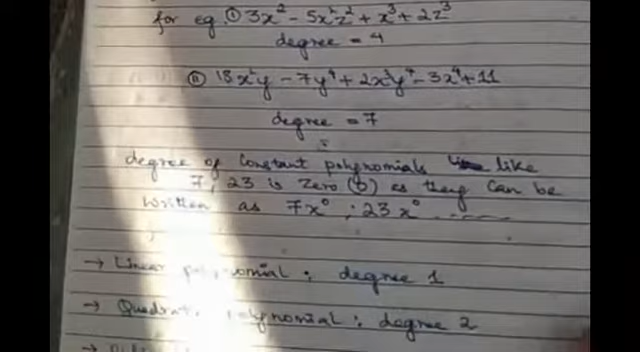 for eg. ① 3x² - 5x²z² + x³ + 2z³
degree = 4
② 18x²y - 7y⁴ + 2x³y⁴ - 3x⁴ + 11
degree = 7
degree of constant polynomials like
7, 23 is zero (0) as they can be
written as 7x⁰ ; 23x⁰ ........
→ Linear polynomial : degree 1
→ Quadratic polynomial : degree 2
→